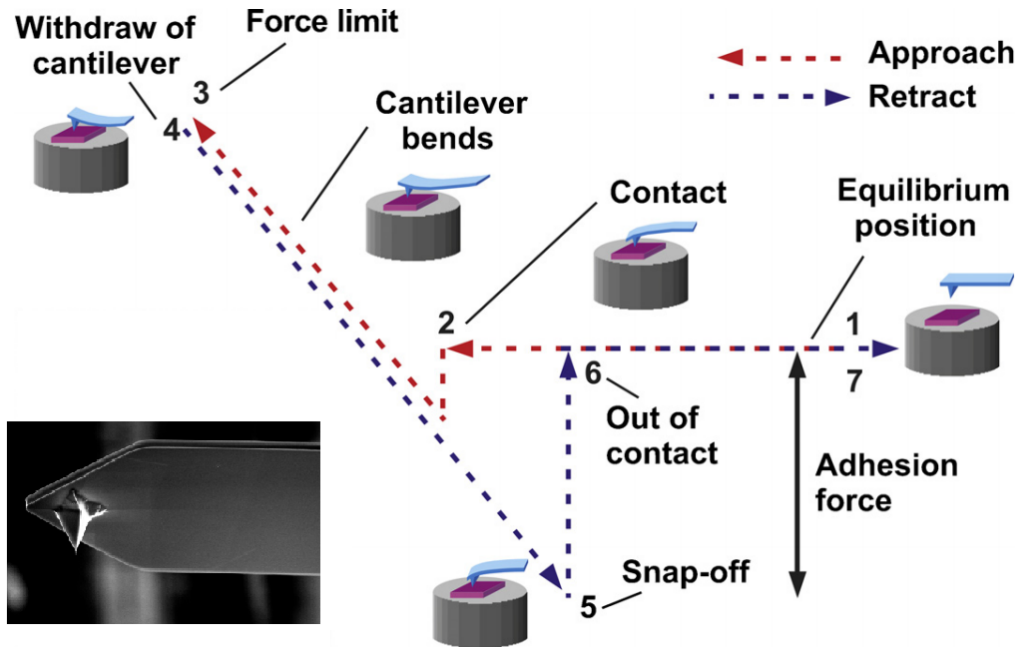 Withdraw of
cantilever
Force limit
3
4
Cantilever
bends
Approach
Retract
Contact
Equilibrium
position
2
1
6
7
Out of
contact
Adhesion
force
5
Snap-off